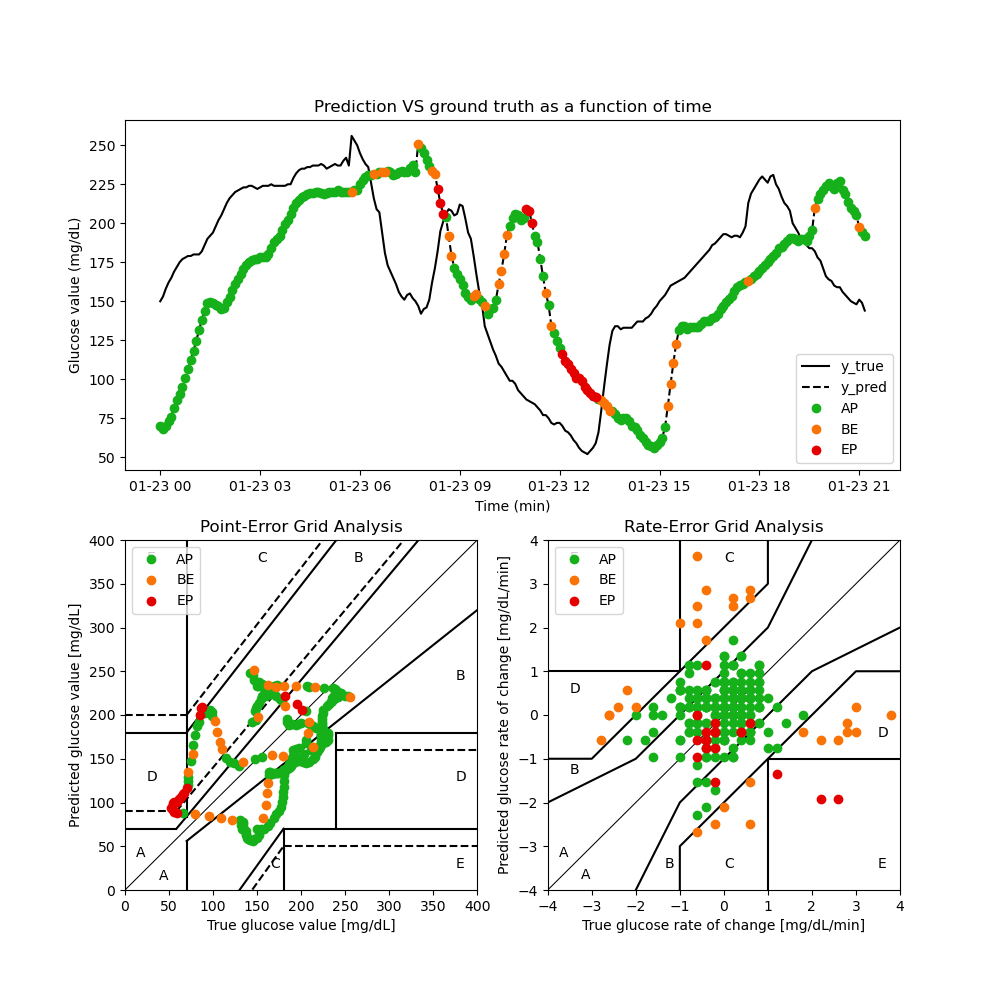 Prediction VS ground truth as a function of time
Glucose value (mg/dL)
250
225
200
175
150
125
100
75
50
y_true
y_pred
AP
BE
EP
01-23 00 01-23 03 01-23 06 01-23 09 01-23 12 01-23 15 01-23 18 01-23 21
Time (min)
Point-Error Grid Analysis
Predicted glucose value [mg/dL]
400
350
300
250
200
150
100
50
0
AP
BE
EP
C
B
B
D
D
A
A
C
E
0 50 100 150 200 250 300 350 400
True glucose value [mg/dL]
Rate-Error Grid Analysis
Predicted glucose rate of change [mg/dL/min]
4
3
2
1
0
−1
−2
−3
−4
AP
BE
EP
C
D
D
B
A
A
B
C
E
−4 −3 −2 −1 0 1 2 3 4
True glucose rate of change [mg/dL/min]